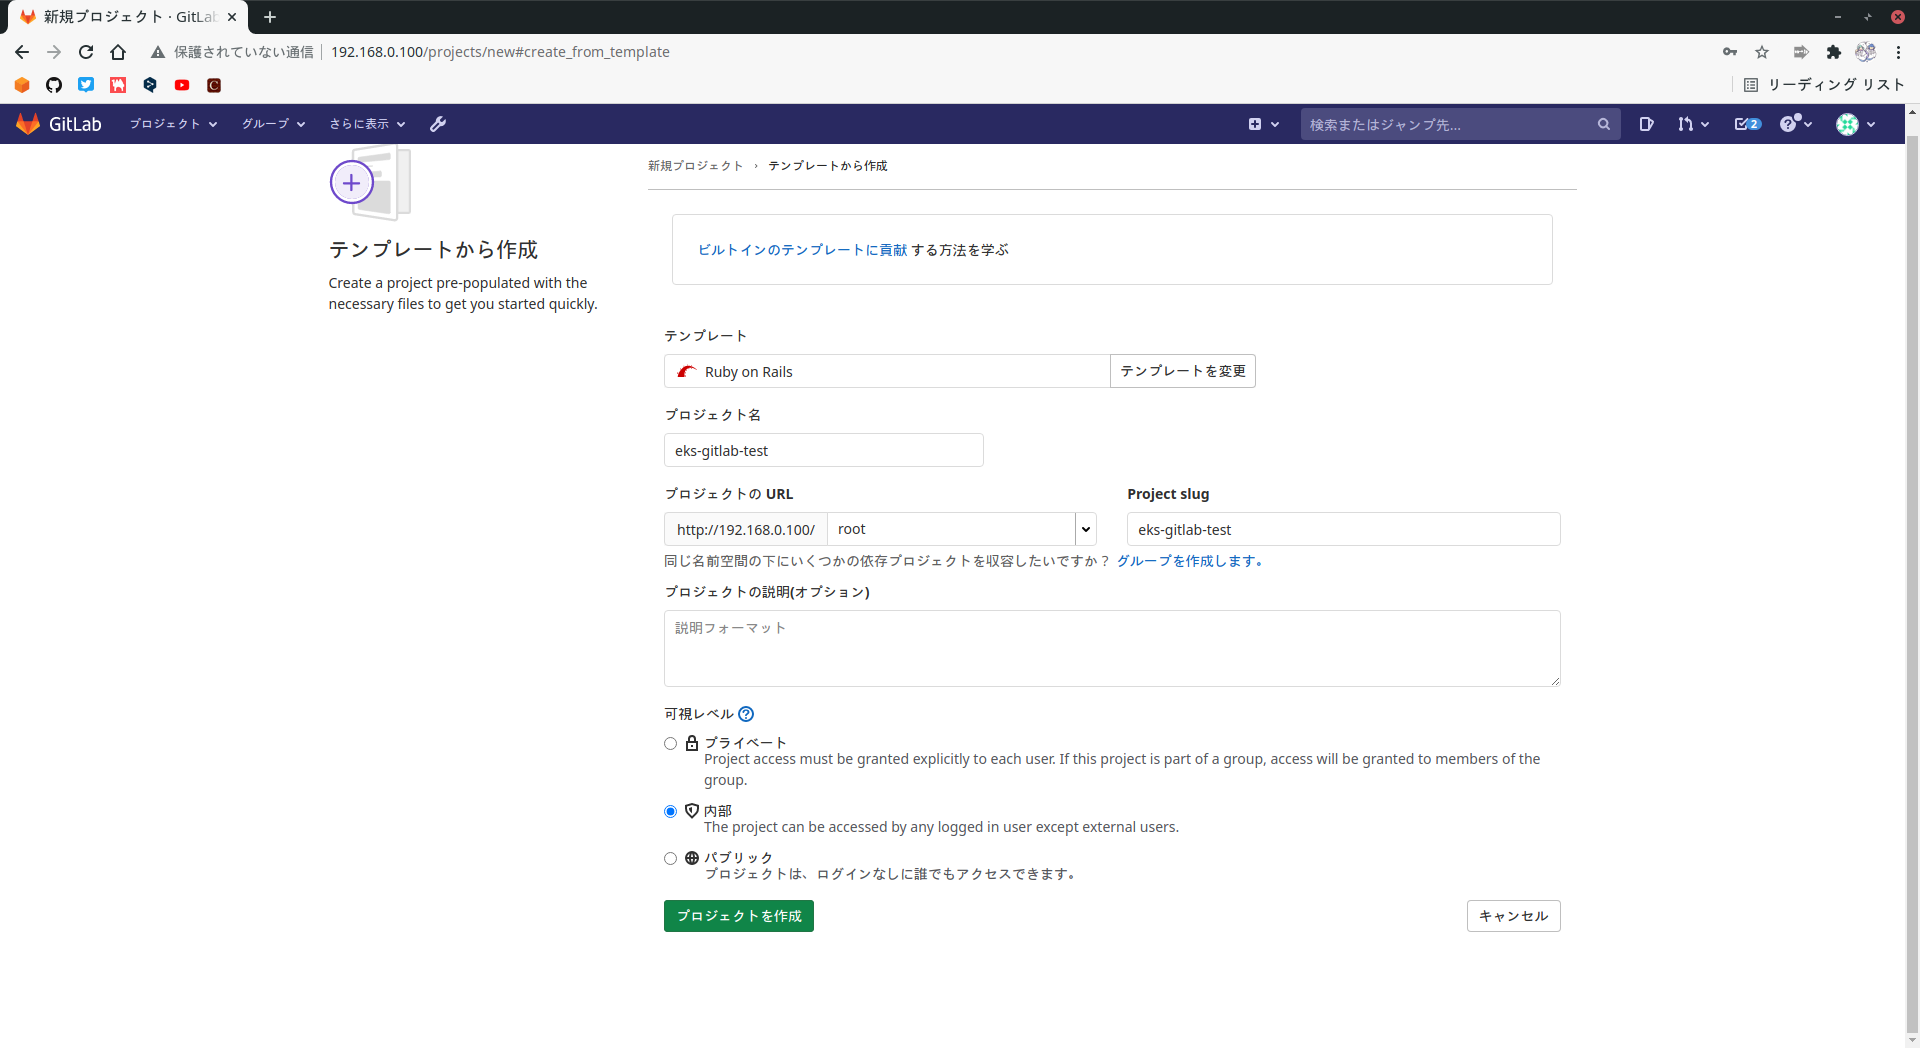 新規プロジェクト · GitLab
保護されていない通信 192.168.0.100/projects/new#create_from_template
リーディング リスト
GitLab プロジェクト グループ さらに表示 検索またはジャンプ先... 2
新規プロジェクト › テンプレートから作成
テンプレートから作成
Create a project pre-populated with the
necessary files to get you started quickly.
ビルトインのテンプレートに貢献 する方法を学ぶ
テンプレート
Ruby on Rails テンプレートを変更
プロジェクト名
eks-gitlab-test
プロジェクトの URL Project slug
http://192.168.0.100/ root eks-gitlab-test
同じ名前空間の下にいくつかの依存プロジェクトを収容したいですか？ グループを作成します。
プロジェクトの説明(オプション)
説明フォーマット
可視レベル
プライベート
Project access must be granted explicitly to each user. If this project is part of a group, access will be granted to members of the
group.
内部
The project can be accessed by any logged in user except external users.
パブリック
プロジェクトは、ログインなしに誰でもアクセスできます。
プロジェクトを作成 キャンセル